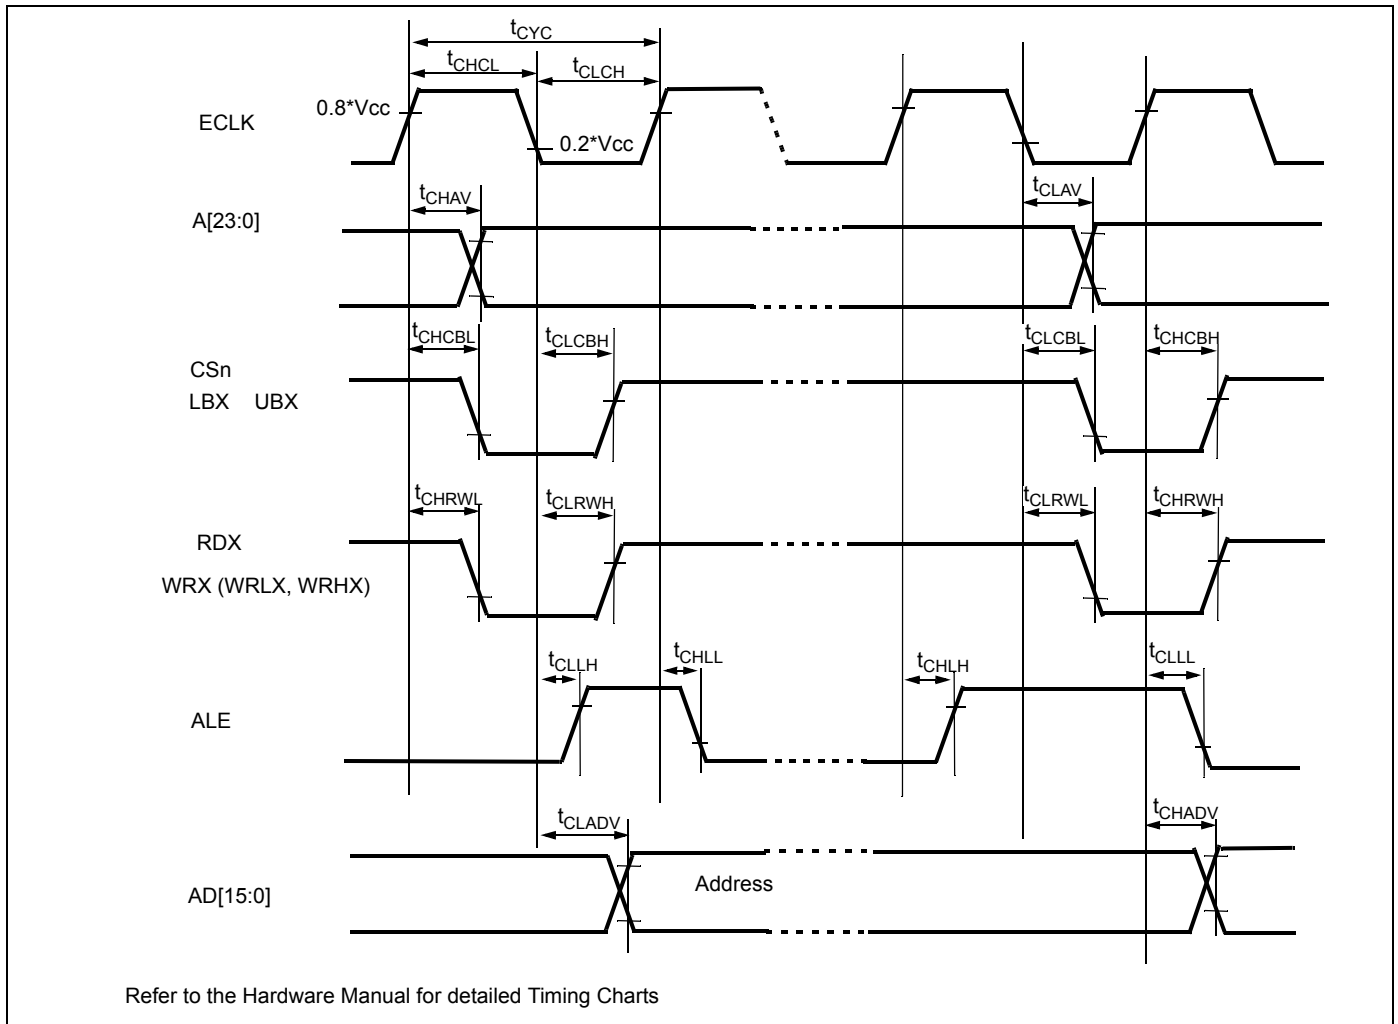 tCYC
tCHCL
tCLCH
0.8*Vcc
ECLK
0.2*Vcc
tCHAV
tCLAV
A[23:0]
tCHCBL
tCLCBH
tCLCBL
tCHCBH
CSn
LBX UBX
tCHRWL
tCLRWH
tCLRWL
tCHRWH
RDX
WRX (WRLX, WRHX)
tCLLH
tCHLL
tCHLH
tCLLL
ALE
tCLADV
tCHADV
Address
AD[15:0]
Refer to the Hardware Manual for detailed Timing Charts